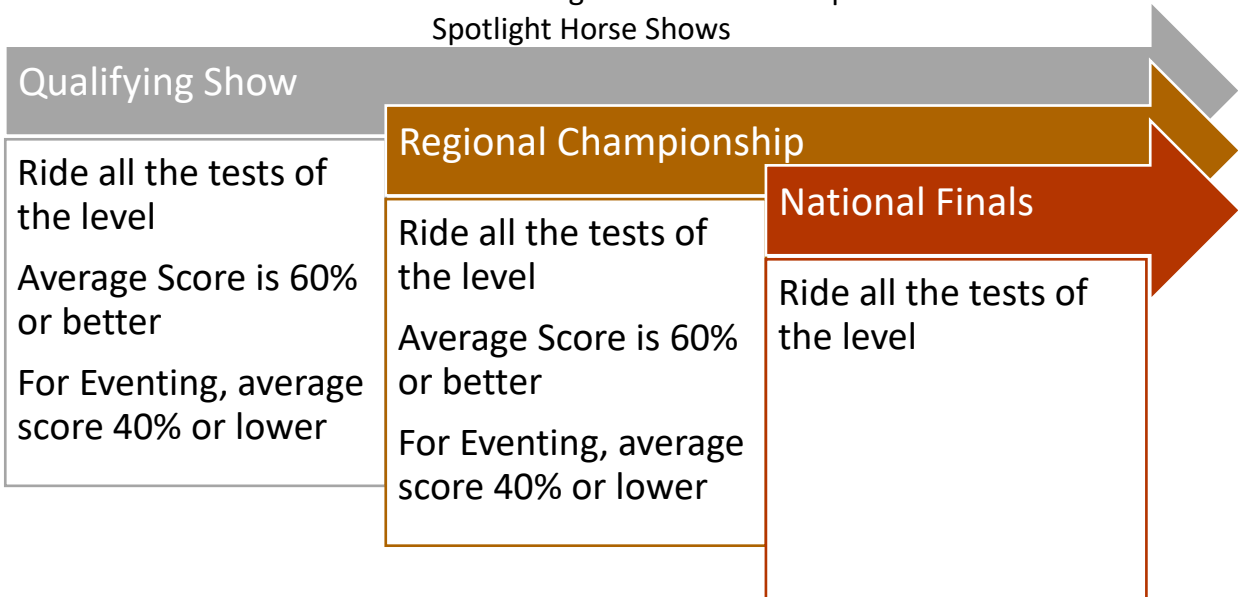 Spotlight Horse Shows
Qualifying Show
Ride all the tests of
the level
Average Score is 60%
or better
For Eventing, average
score 40% or lower
Regional Championship
Ride all the tests of
the level
Average Score is 60%
or better
For Eventing, average
score 40% or lower
National Finals
Ride all the tests of
the level